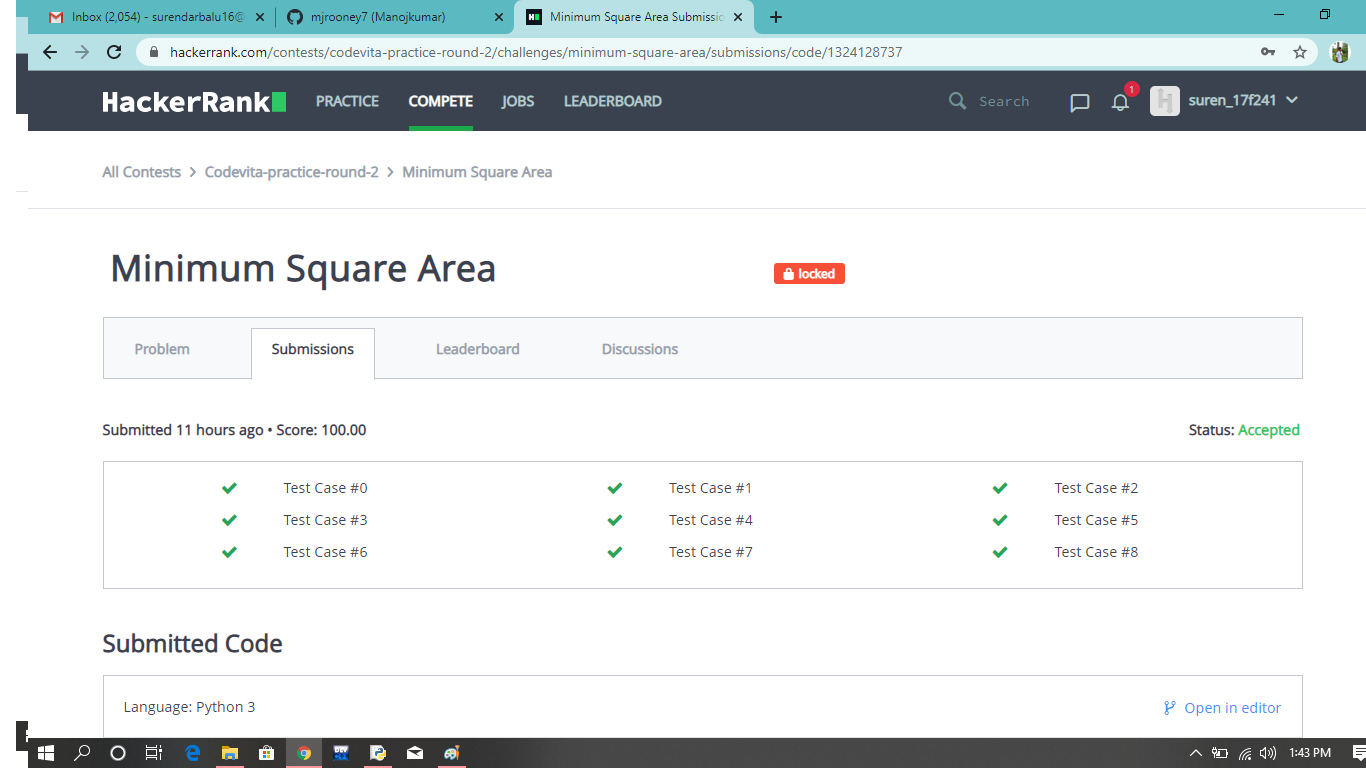 Inbox (2,054) - surendarbalu16@
mjrooney7 (Manojkumar)
Minimum Square Area Submissio
hackerrank.com/contests/codevita-practice-round-2/challenges/minimum-square-area/submissions/code/1324128737
HackerRank PRACTICE COMPETE JOBS LEADERBOARD Search 1 suren_17f241
All Contests > Codevita-practice-round-2 > Minimum Square Area
Minimum Square Area locked
Problem Submissions Leaderboard Discussions
Submitted 11 hours ago • Score: 100.00 Status: Accepted
Test Case #0 Test Case #1 Test Case #2
Test Case #3 Test Case #4 Test Case #5
Test Case #6 Test Case #7 Test Case #8
Submitted Code
Language: Python 3 Open in editor
1:43 PM